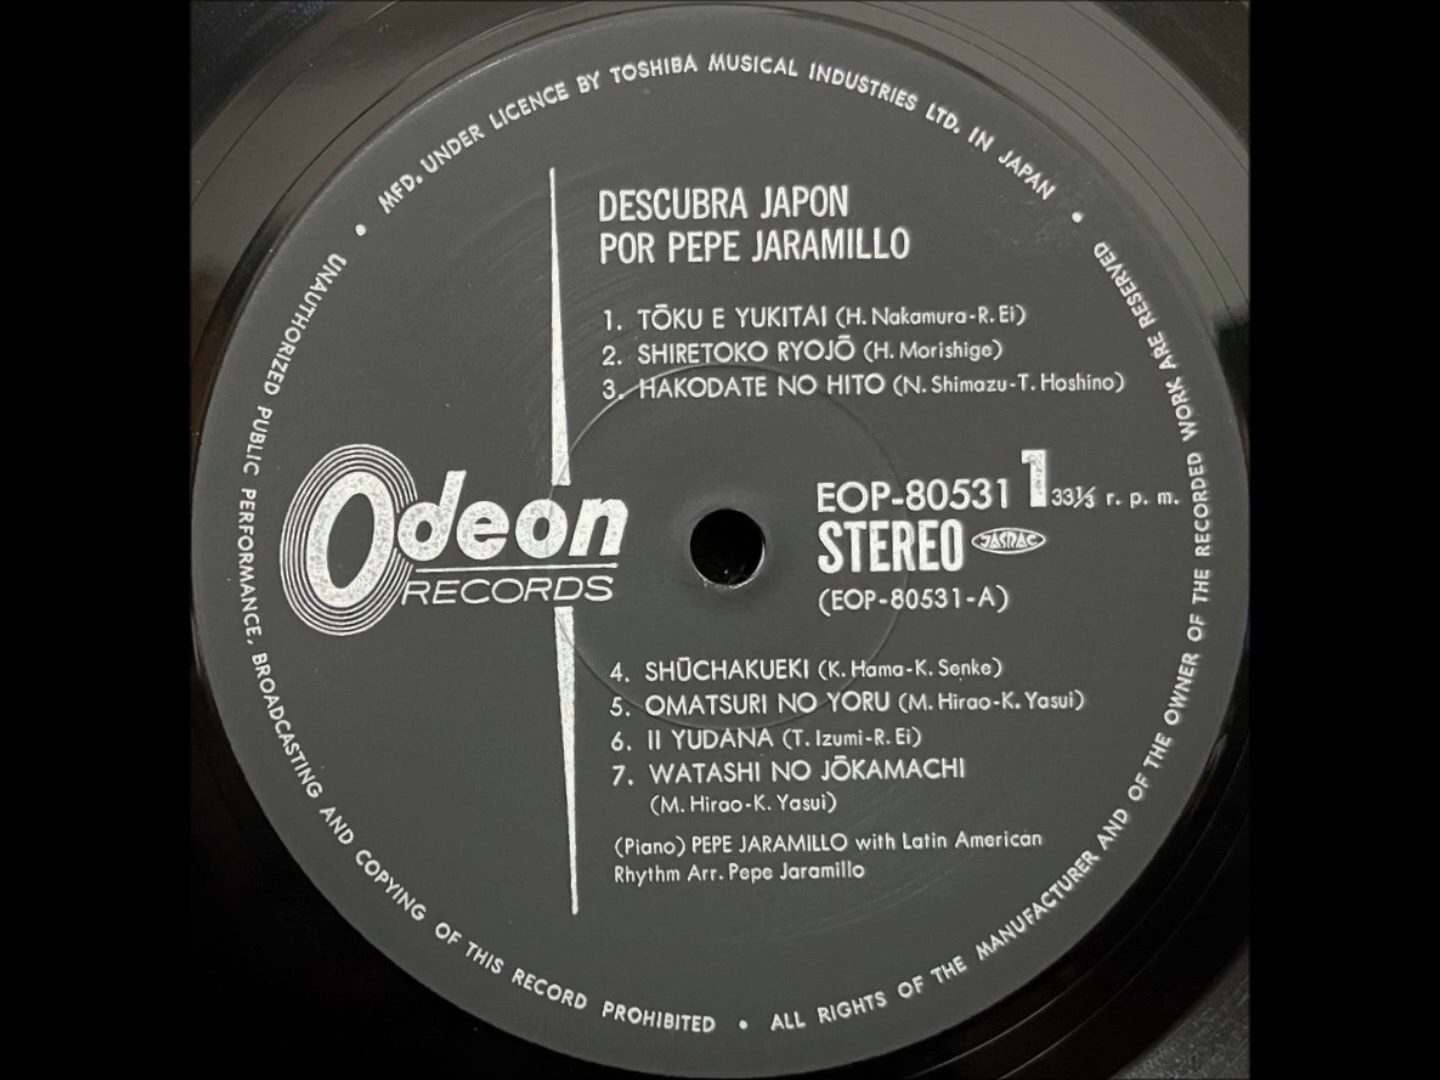 MFD. UNDER LICENCE BY TOSHIBA MUSICAL INDUSTRIES LTD. IN JAPAN
DESCUBRA JAPON
POR PEPE JARAMILLO
1. TŌKU E YUKITAI (H. Nakamura-R. Ei)
2. SHIRETOKO RYOJŌ (H. Morishige)
3. HAKODATE NO HITO (N. Shimazu-T. Hoshino)
Odeon
RECORDS
EOP-80531 1 33⅓ r. p. m.
STEREO JASRAC
(EOP-80531-A)
4. SHŪCHAKUEKI (K. Hama-K. Senke)
5. OMATSURI NO YORU (M. Hirao-K. Yasui)
6. II YUDANA (T. Izumi-R. Ei)
7. WATASHI NO JŌKAMACHI
(M. Hirao-K. Yasui)
(Piano) PEPE JARAMILLO with Latin American
Rhythm Arr. Pepe Jaramillo
UNAUTHORIZED PUBLIC PERFORMANCE, BROADCASTING AND COPYING OF THIS RECORD PROHIBITED • ALL RIGHTS OF THE MANUFACTURER AND OF THE OWNER OF THE RECORDED WORK ARE RESERVED